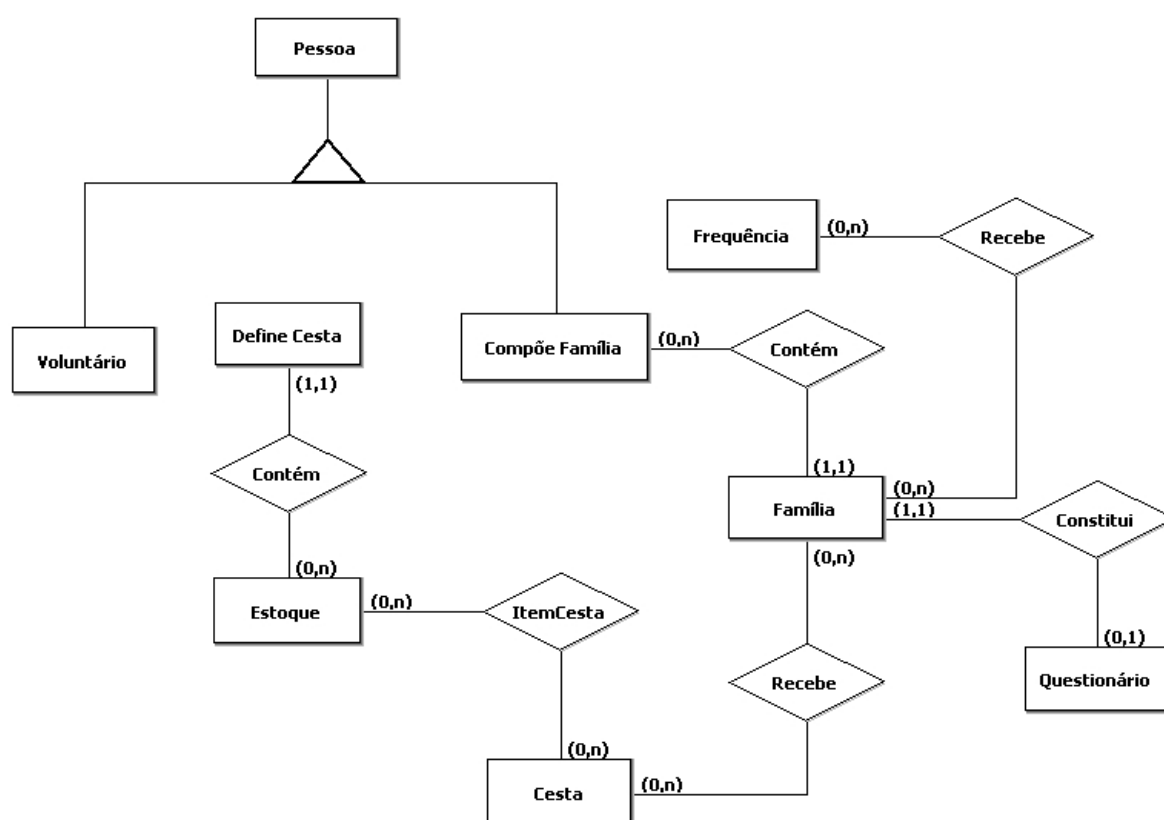 Pessoa
Frequência
(0,n)
Recebe
Define Cesta
Voluntário
Compõe Família
(0,n)
Contém
(1,1)
Contém
(1,1)
(0,n)
Família
(1,1)
Constitui
(0,n)
(0,n)
Estoque
(0,n)
ItemCesta
(0,1)
Questionário
Recebe
(0,n)
Cesta
(0,n)